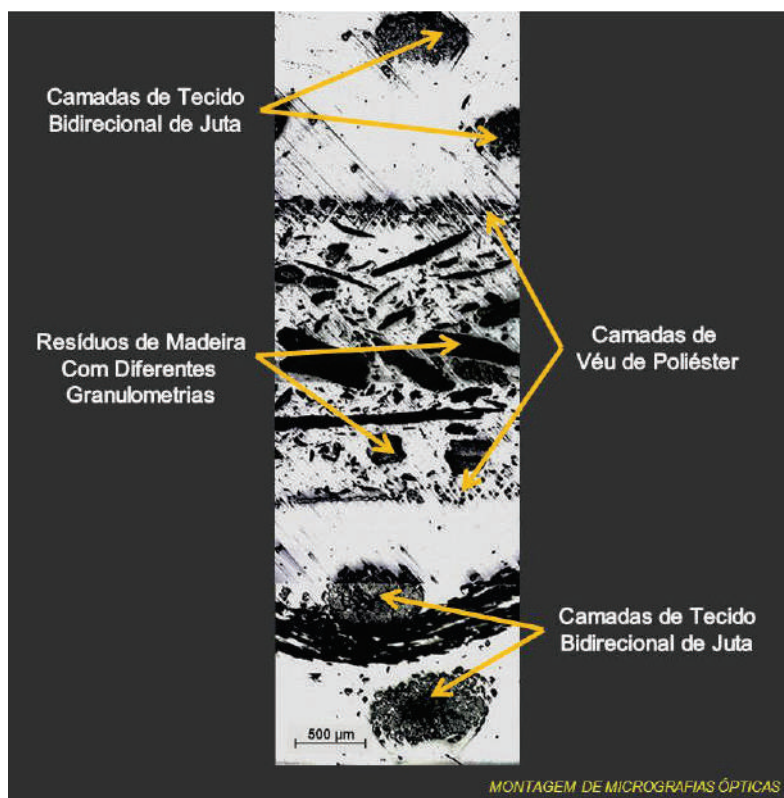 Camadas de Tecido
Bidirecional de Juta
Resíduos de Madeira
Com Diferentes
Granulometrias
Camadas de
Véu de Poliéster
Camadas de Tecido
Bidirecional de Juta
500 µm
MONTAGEM DE MICROGRAFIAS ÓPTICAS